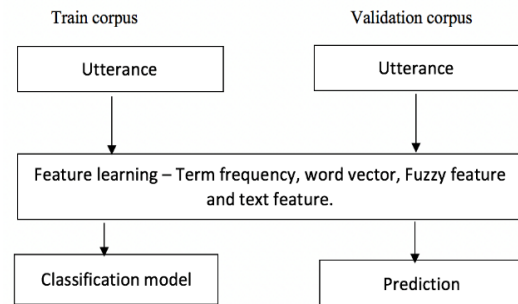 Train corpus
Validation corpus
Utterance
Utterance
Feature learning – Term frequency, word vector, Fuzzy feature
and text feature.
Classification model
Prediction